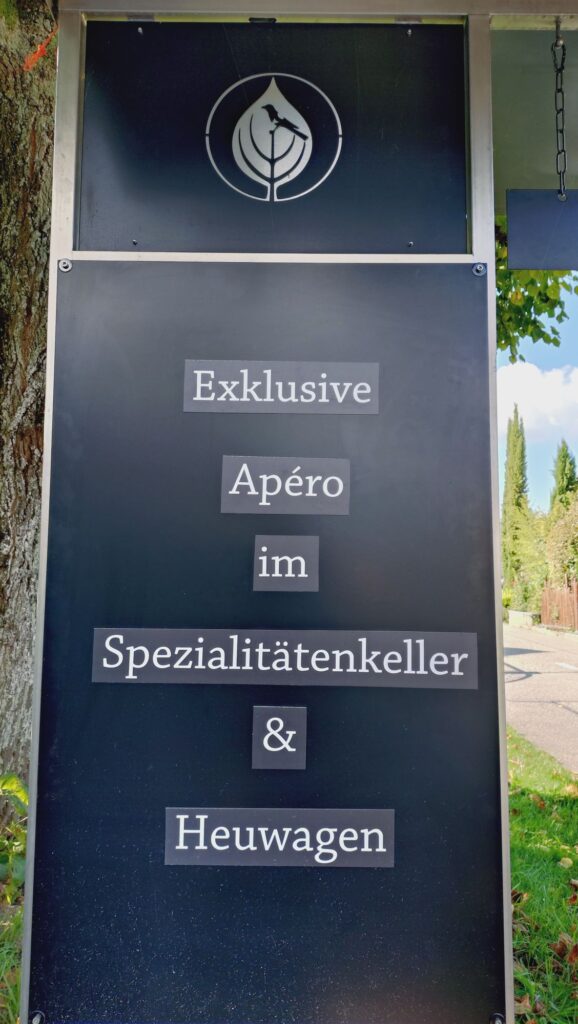 Exklusive
Apéro
im
Spezialitätenkeller
&
Heuwagen